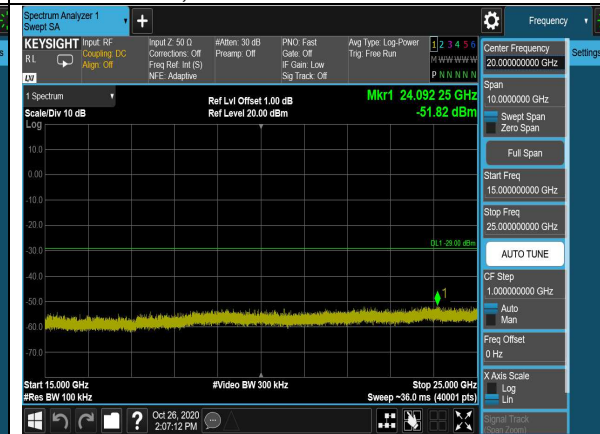 Spectrum Analyzer 1
Swept SA
Frequency
KEYSIGHT
RL
LXI
Input: RF
Coupling: DC
Align: Off
Input Z: 50 Ω
Corrections: Off
Freq Ref: Int (S)
NFE: Adaptive
#Atten: 30 dB
Preamp: Off
PNO: Fast
Gate: Off
IF Gain: Low
Sig Track: Off
Avg Type: Log-Power
Trig: Free Run
1 2 3 4 5 6
M W W W W W
P N N N N N
Center Frequency
20.000000000 GHz
Settings
Span
10.0000000 GHz
Swept Span
Zero Span
Full Span
Start Freq
15.000000000 GHz
Stop Freq
25.000000000 GHz
AUTO TUNE
CF Step
1.000000000 GHz
Auto
Man
Freq Offset
0 Hz
X Axis Scale
Log
Lin
Signal Track
(Span Zoom)
1 Spectrum
Scale/Div 10 dB
Log
Ref Lvl Offset 1.00 dB
Ref Level 20.00 dBm
Mkr1 24.092 25 GHz
-51.82 dBm
10.0
0.00
-10.0
-20.0
-30.0
-40.0
-50.0
-60.0
-70.0
DL1 -29.00 dBm
1
Start 15.000 GHz
#Res BW 100 kHz
#Video BW 300 kHz
Stop 25.000 GHz
Sweep ~36.0 ms (40001 pts)
?
Oct 26, 2020
2:07:12 PM